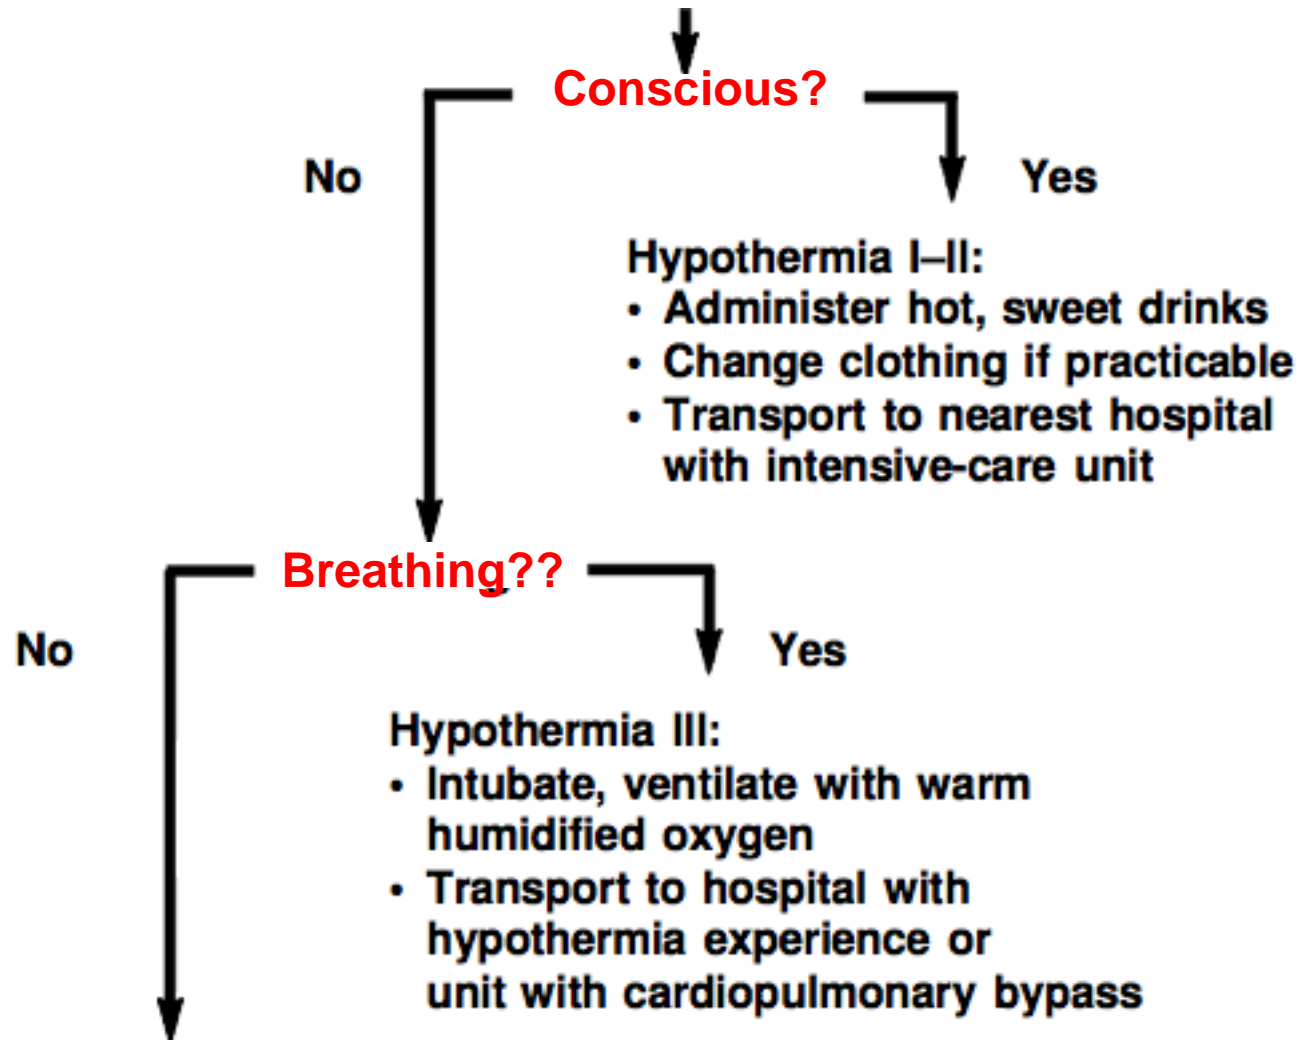 Conscious?
No
Yes
Hypothermia I–II:
• Administer hot, sweet drinks
• Change clothing if practicable
• Transport to nearest hospital
with intensive-care unit
Breathing??
No
Yes
Hypothermia III:
• Intubate, ventilate with warm
humidified oxygen
• Transport to hospital with
hypothermia experience or
unit with cardiopulmonary bypass